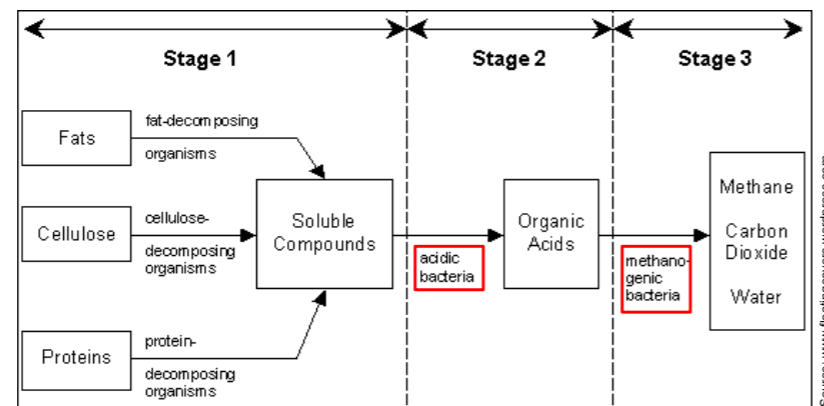 Stage 1
Stage 2
Stage 3
Fats
fat-decomposing
organisms
Cellulose
cellulose-
decomposing
organisms
Proteins
protein-
decomposing
organisms
Soluble
Compounds
acidic
bacteria
Organic
Acids
methano-
genic
bacteria
Methane
Carbon
Dioxide
Water